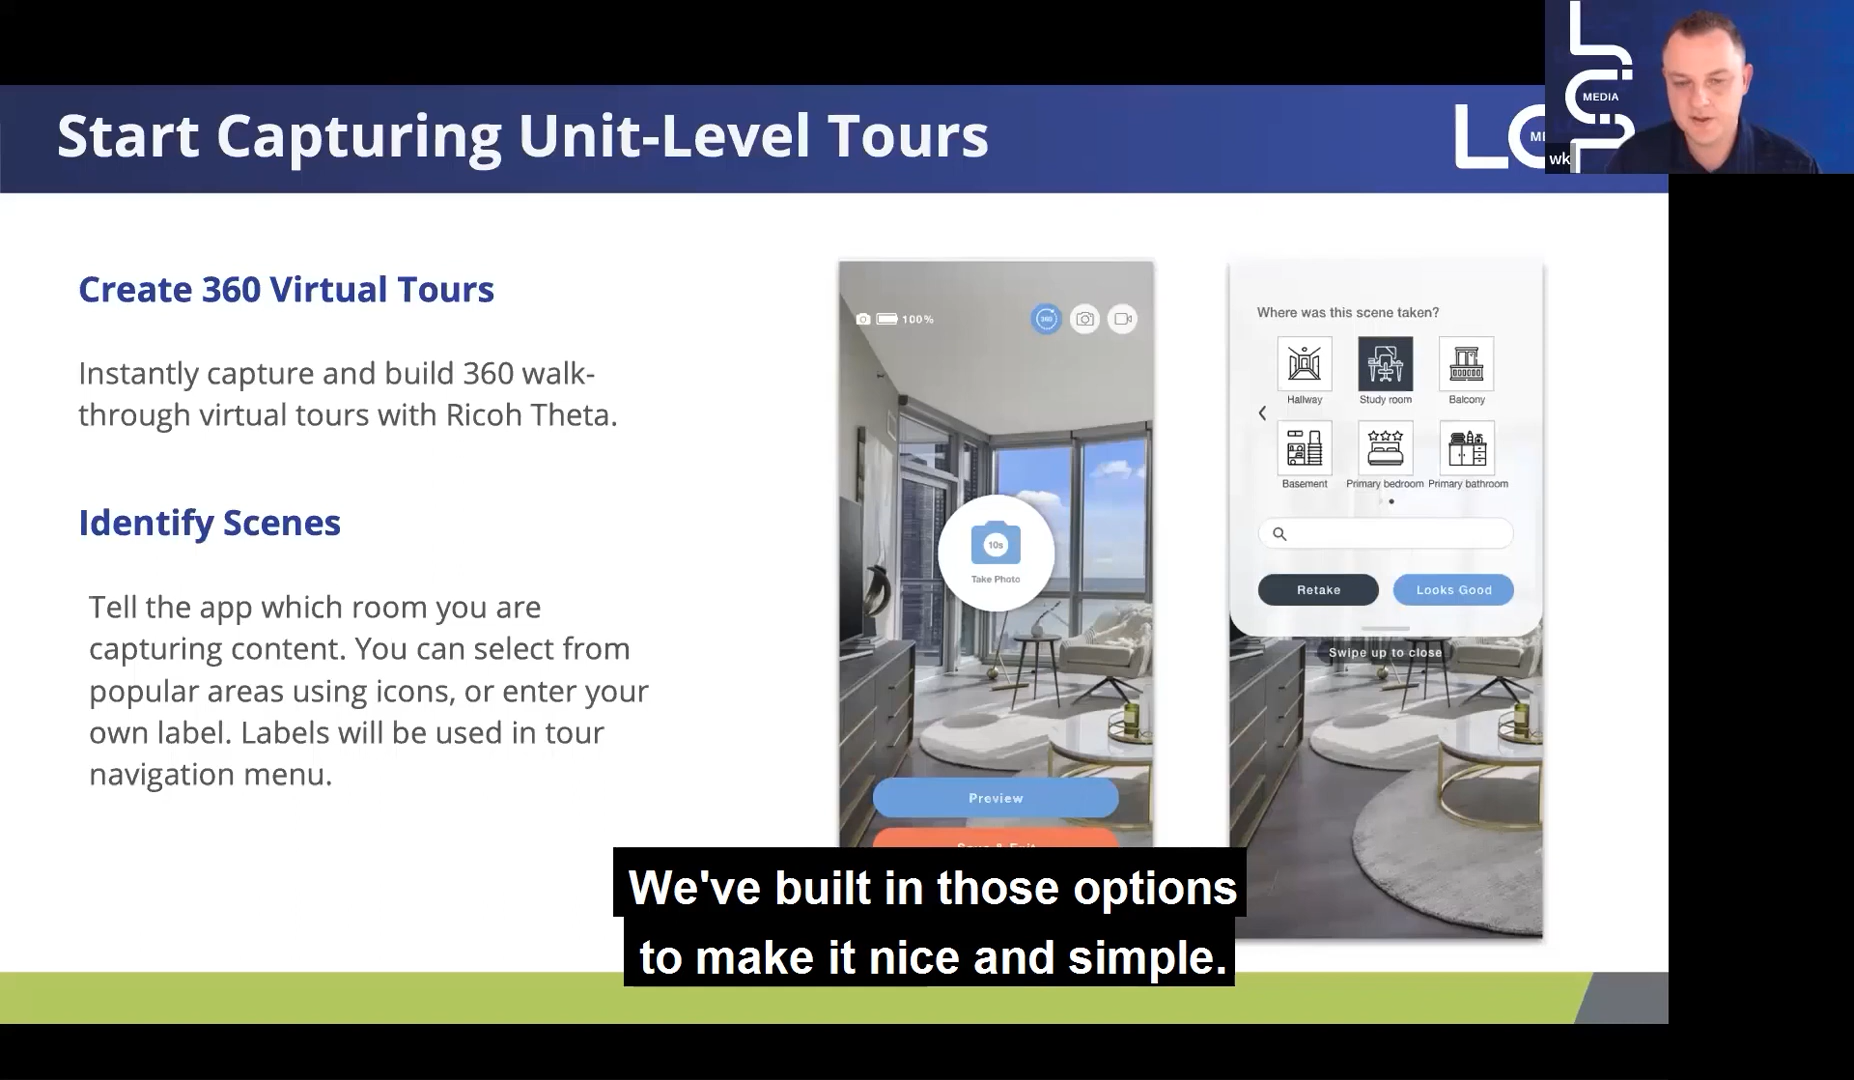 Start Capturing Unit-Level Tours
MEDIA
wk
Create 360 Virtual Tours
Instantly capture and build 360 walk-
through virtual tours with Ricoh Theta.
Identify Scenes
Tell the app which room you are
capturing content. You can select from
popular areas using icons, or enter your
own label. Labels will be used in tour
navigation menu.
100%
360
10s
Take Photo
Preview
Save & Exit
Where was this scene taken?
Hallway Study room Balcony
Basement Primary bedroom Primary bathroom
Retake Looks Good
Swipe up to close
We've built in those options
to make it nice and simple.